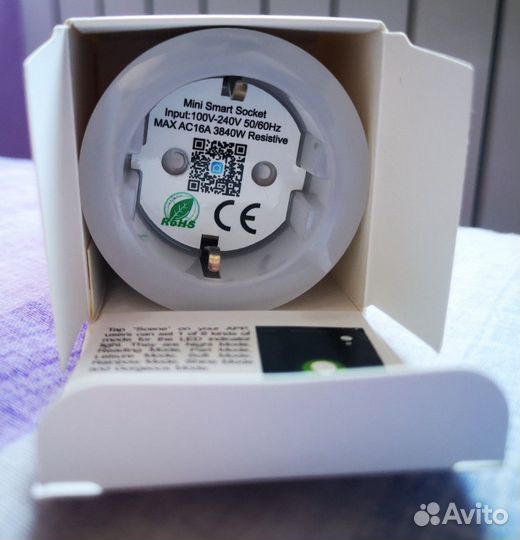 Mini Smart Socket
Input:100V-240V 50/60Hz
MAX AC16A 3840W Resistive
RoHS
CE
Tap "Scene" on your APP,
users can set 1 of 8 kinds of
mode for the LED indicator
light. They are Night Mode,
Reading Mode, Pari Mode,
Leisure Mode, Soft Mode,
Rainbow Mode, Shine Mode
and Gorgeous Mode.
Avito